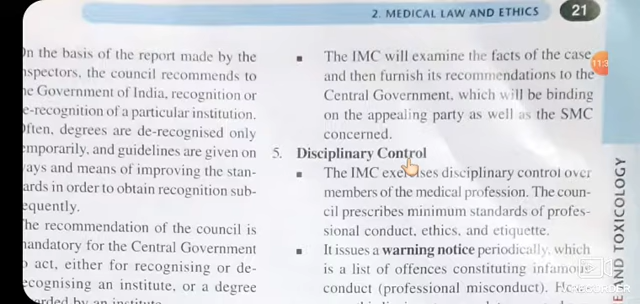 2. MEDICAL LAW AND ETHICS 21
on the basis of the report made by the
nspectors, the council recommends to
he Government of India, recognition or
e-recognition of a particular institution.
Often, degrees are de-recognised only
emporarily, and guidelines are given on
ays and means of improving the stan-
ards in order to obtain recognition sub-
equently.
he recommendation of the council is
nandatory for the Central Government
o act, either for recognising or de-
ecognising an institute, or a degree
arded by an institute
■ The IMC will examine the facts of the case
and then furnish its recommendations to the
Central Government, which will be binding
on the appealing party as well as the SMC
concerned.
5. Disciplinary Control
■ The IMC exercises disciplinary control over
members of the medical profession. The coun-
cil prescribes minimum standards of profes-
sional conduct, ethics, and etiquette.
■ It issues a warning notice periodically, which
is a list of offences constituting infamous
conduct (professional misconduct).
AND TOXICOLOGY